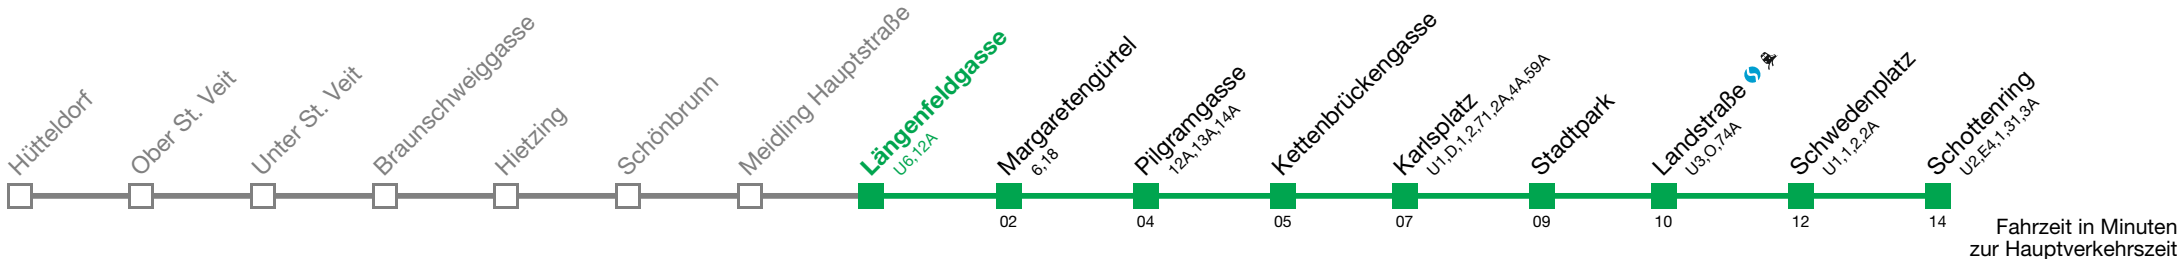 Hütteldorf
Ober St. Veit
Unter St. Veit
Braunschweiggasse
Hietzing
Schönbrunn
Meidling Hauptstraße
Längenfeldgasse
U6,12A
Margaretengürtel
6,18
Pilgramgasse
12A,13A,14A
Kettenbrückengasse
Karlsplatz
U1,D,1,2,71,2A,4A,59A
Stadtpark
Landstraße
U3,O,74A
Schwedenplatz
U1,1,2,2A
Schottenring
U2,E4,1,31,3A
02
04
05
07
09
10
12
14
Fahrzeit in Minuten
zur Hauptverkehrszeit